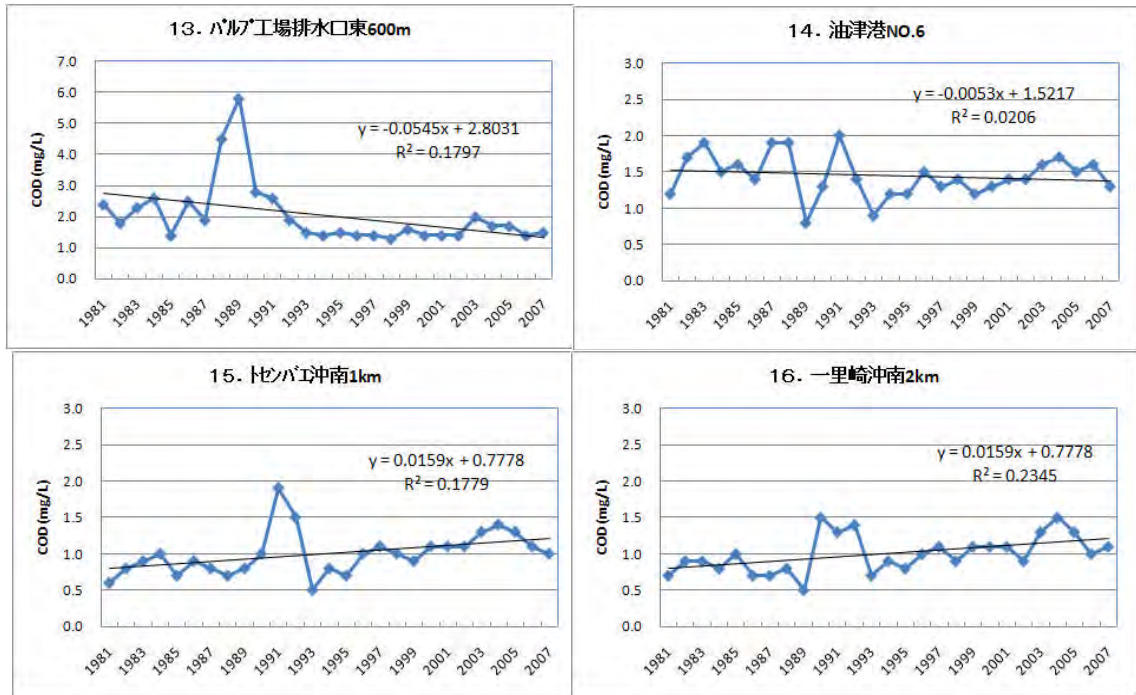 13. ﾊﾟﾙﾌﾟ工場排水口東600m
COD (mg/L)
7.0
6.0
5.0
4.0
3.0
2.0
1.0
0.0
y = -0.0545x + 2.8031
R² = 0.1797
1981 1983 1985 1987 1989 1991 1993 1995 1997 1999 2001 2003 2005 2007
14. 油津港NO.6
COD (mg/L)
3.0
2.5
2.0
1.5
1.0
0.5
0.0
y = -0.0053x + 1.5217
R² = 0.0206
1981 1983 1985 1987 1989 1991 1993 1995 1997 1999 2001 2003 2005 2007
15. ﾄｾﾝﾊﾞｴ沖南1km
COD (mg/L)
3.0
2.5
2.0
1.5
1.0
0.5
0.0
y = 0.0159x + 0.7778
R² = 0.1779
1981 1983 1985 1987 1989 1991 1993 1995 1997 1999 2001 2003 2005 2007
16. 一里崎沖南2km
COD (mg/L)
3.0
2.5
2.0
1.5
1.0
0.5
0.0
y = 0.0159x + 0.7778
R² = 0.2345
1981 1983 1985 1987 1989 1991 1993 1995 1997 1999 2001 2003 2005 2007